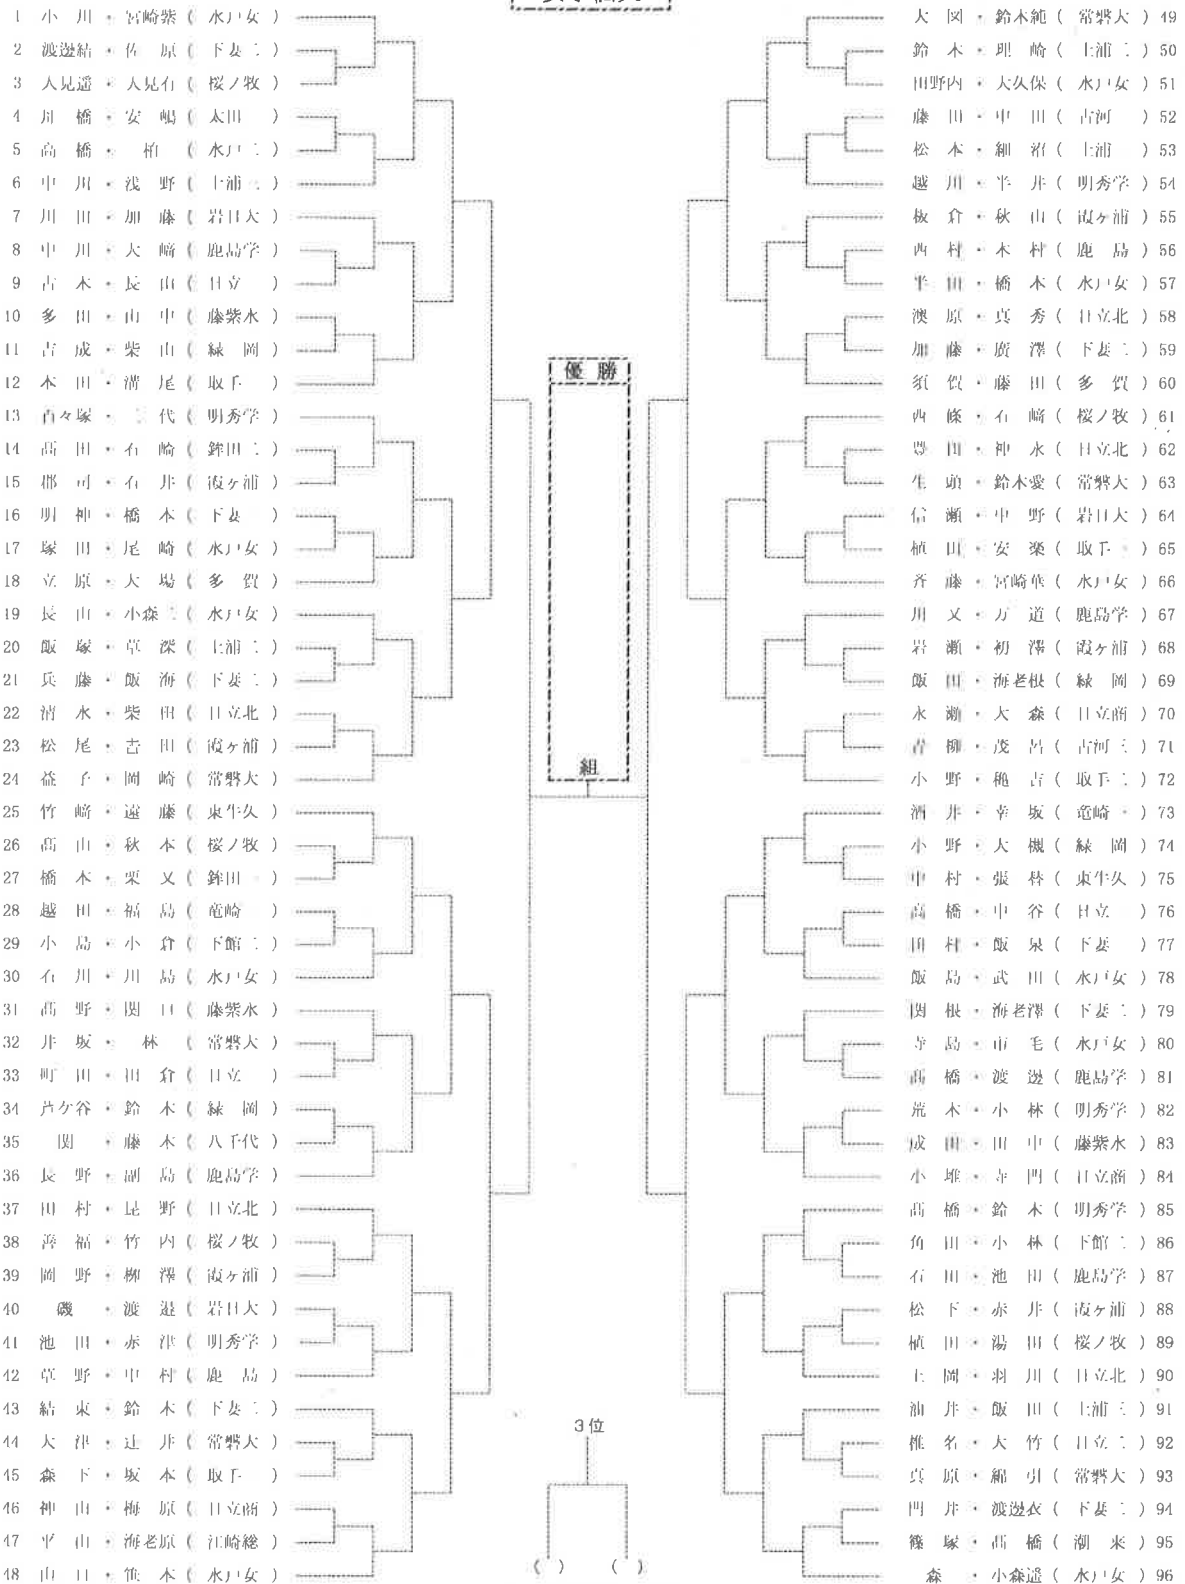 1 小 川 ・ 宮崎紫 ( 水戸女 )
2 渡邉結 ・ 佐 原 ( 下妻二 )
3 人見遥 ・ 人見有 ( 桜ノ牧 )
4 川 橋 ・ 安 嶋 ( 太田 )
5 高 橋 ・ 柏 ( 水戸二 )
6 中 川 ・ 浅 野 ( 土浦二 )
7 川 田 ・ 加 藤 ( 岩日大 )
8 中 川 ・ 大 﨑 ( 鹿島学 )
9 古 木 ・ 長 山 ( 日立 )
10 多 田 ・ 山 中 ( 藤紫水 )
11 吉 成 ・ 柴 山 ( 緑 岡 )
12 木 田 ・ 溝 尾 ( 取手 )
13 百々塚 ・ 代 ( 明秀学 )
14 髙 田 ・ 石 崎 ( 鉾田二 )
15 郡 司 ・ 石 井 ( 霞ヶ浦 )
16 明 神 ・ 橋 本 ( 下妻 )
17 塚 田 ・ 尾 崎 ( 水戸女 )
18 立 原 ・ 大 場 ( 多 賀 )
19 長 山 ・ 小森二 ( 水戸女 )
20 飯 塚 ・ 草 深 ( 土浦二 )
21 兵 藤 ・ 飯 海 ( 下妻二 )
22 清 水 ・ 柴 田 ( 日立北 )
23 松 尾 ・ 吉 田 ( 霞ヶ浦 )
24 益 子 ・ 岡 崎 ( 常磐大 )
25 竹 﨑 ・ 遠 藤 ( 東牛久 )
26 髙 山 ・ 秋 本 ( 桜ノ牧 )
27 橋 本 ・ 栗 又 ( 鉾田 )
28 越 田 ・ 福 島 ( 竜崎 )
29 小 島 ・ 小 倉 ( 下館二 )
30 石 川 ・ 川 島 ( 水戸女 )
31 髙 野 ・ 関 口 ( 藤紫水 )
32 井 坂 ・ 林 ( 常磐大 )
33 町 田 ・ 田 倉 ( 日立 )
34 芦ケ谷 ・ 鈴 木 ( 緑 岡 )
35 関 ・ 藤 木 ( 八千代 )
36 長 野 ・ 副 島 ( 鹿島学 )
37 田 村 ・ 星 野 ( 日立北 )
38 善 福 ・ 竹 内 ( 桜ノ牧 )
39 岡 野 ・ 柳 澤 ( 霞ヶ浦 )
40 磯 ・ 渡 邉 ( 岩日大 )
41 池 田 ・ 赤 津 ( 明秀学 )
42 草 野 ・ 中 村 ( 鹿 島 )
43 結 束 ・ 鈴 木 ( 下妻二 )
44 大 津 ・ 辻 井 ( 常磐大 )
45 森 下 ・ 坂 本 ( 取手 )
46 神 山 ・ 梅 原 ( 日立商 )
47 平 山 ・ 海老原 ( 江崎総 )
48 山 口 ・ 笹 本 ( 水戸女 )
優 勝
組
3位
( ) ( )
大 図 ・ 鈴木純 ( 常磐大 ) 49
鈴 木 ・ 理 崎 ( 土浦二 ) 50
田野内 ・ 大久保 ( 水戸女 ) 51
藤 田 ・ 中 田 ( 古河 ) 52
松 本 ・ 細 沼 ( 土浦 ) 53
越 川 ・ 平 井 ( 明秀学 ) 54
板 倉 ・ 秋 山 ( 霞ヶ浦 ) 55
西 村 ・ 木 村 ( 鹿 島 ) 56
半 田 ・ 橋 本 ( 水戸女 ) 57
澳 原 ・ 真 秀 ( 日立北 ) 58
加 藤 ・ 廣 澤 ( 下妻二 ) 59
須 賀 ・ 藤 田 ( 多 賀 ) 60
西 條 ・ 石 﨑 ( 桜ノ牧 ) 61
豊 田 ・ 神 永 ( 日立北 ) 62
生 頭 ・ 鈴木愛 ( 常磐大 ) 63
信 瀬 ・ 中 野 ( 岩日大 ) 64
植 田 ・ 安 楽 ( 取手 ) 65
斉 藤 ・ 宮崎華 ( 水戸女 ) 66
川 又 ・ 万 道 ( 鹿島学 ) 67
岩 瀬 ・ 初 澤 ( 霞ヶ浦 ) 68
飯 田 ・ 海老根 ( 緑 岡 ) 69
永 瀬 ・ 大 森 ( 日立商 ) 70
青 柳 ・ 茂 呂 ( 古河三 ) 71
小 野 ・ 穐 吉 ( 取手二 ) 72
酒 井 ・ 幸 坂 ( 竜崎一 ) 73
小 野 ・ 大 槻 ( 緑 岡 ) 74
中 村 ・ 張 替 ( 東牛久 ) 75
高 橋 ・ 中 谷 ( 日立 ) 76
田 村 ・ 飯 泉 ( 下妻 ) 77
飯 島 ・ 武 田 ( 水戸女 ) 78
関 根 ・ 海老澤 ( 下妻二 ) 79
寺 島 ・ 市 毛 ( 水戸女 ) 80
髙 橋 ・ 渡 邉 ( 鹿島学 ) 81
荒 木 ・ 小 林 ( 明秀学 ) 82
成 田 ・ 田 中 ( 藤紫水 ) 83
小 堆 ・ 寺 門 ( 日立商 ) 84
髙 橋 ・ 鈴 木 ( 明秀学 ) 85
角 田 ・ 小 林 ( 下館二 ) 86
石 田 ・ 池 田 ( 鹿島学 ) 87
松 下 ・ 赤 井 ( 霞ヶ浦 ) 88
植 田 ・ 湯 田 ( 桜ノ牧 ) 89
土 岡 ・ 羽 川 ( 日立北 ) 90
油 井 ・ 飯 田 ( 土浦三 ) 91
椎 名 ・ 大 竹 ( 日立二 ) 92
真 原 ・ 綿 引 ( 常磐大 ) 93
門 井 ・ 渡邉衣 ( 下妻二 ) 94
篠 塚 ・ 髙 橋 ( 潮 来 ) 95
森 ・ 小森遥 ( 水戸女 ) 96